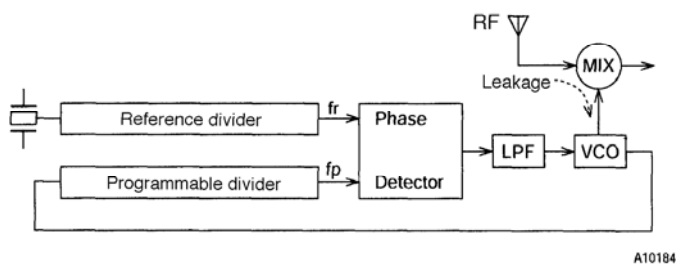 RF
MIX
Leakage
Reference divider
fr
Phase
Detector
LPF
VCO
Programmable divider
fp
A10184